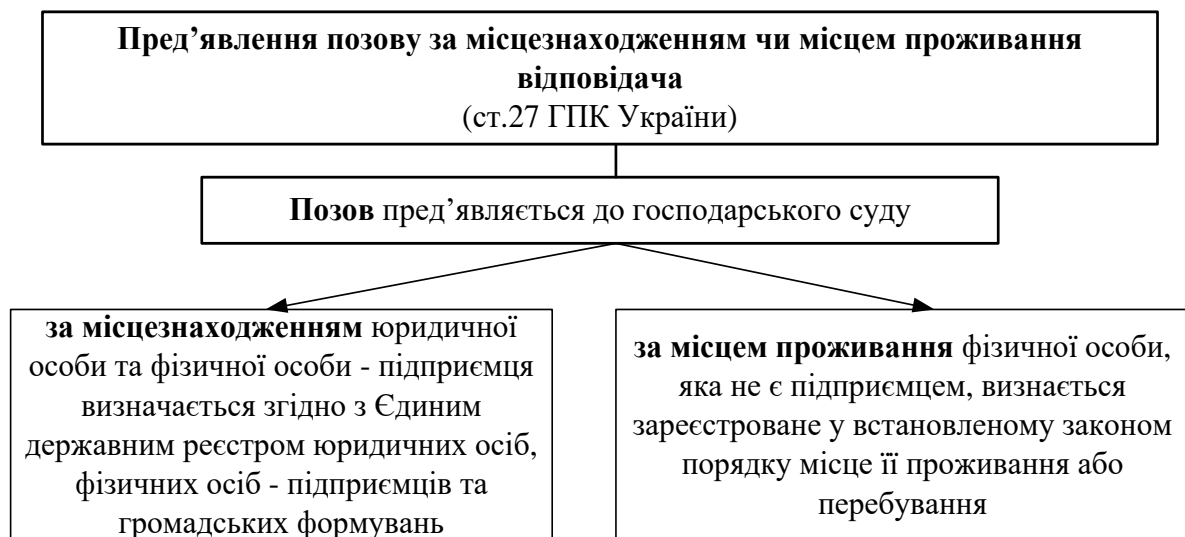 Пред’явлення позову за місцезнаходженням чи місцем проживання
відповідача
(ст.27 ГПК України)
Позов пред’являється до господарського суду
за місцезнаходженням юридичної
особи та фізичної особи - підприємця
визначається згідно з Єдиним
державним реєстром юридичних осіб,
фізичних осіб - підприємців та
громадських формувань
за місцем проживання фізичної особи,
яка не є підприємцем, визнається
зареєстроване у встановленому законом
порядку місце її проживання або
перебування